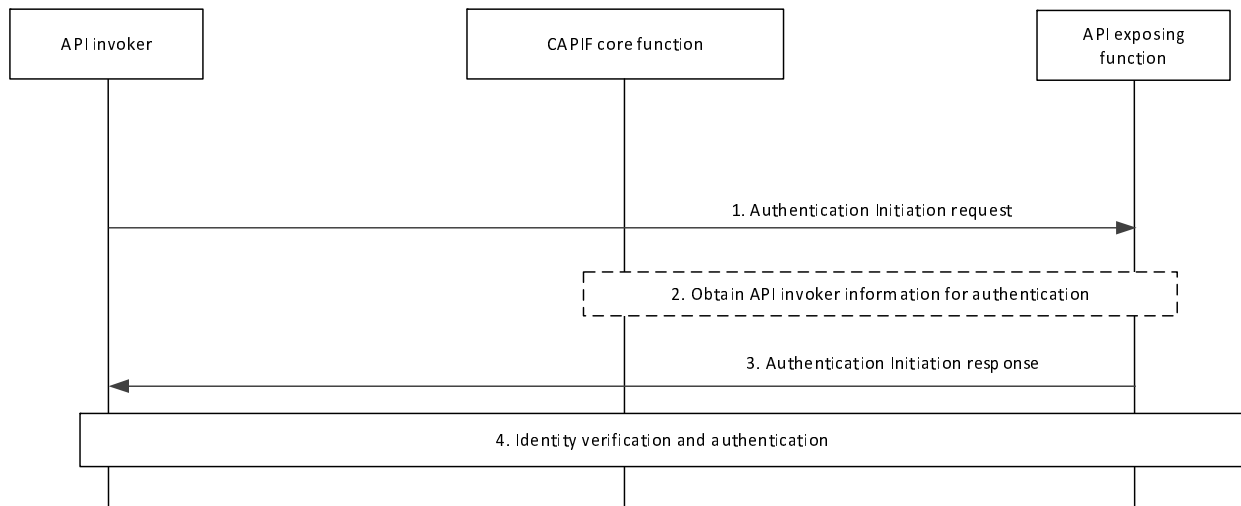 API invoker
CAPIF core function
API exposing
function
1. Authentication Initiation request
2. Obtain API invoker information for authentication
3. Authentication Initiation response
4. Identity verification and authentication